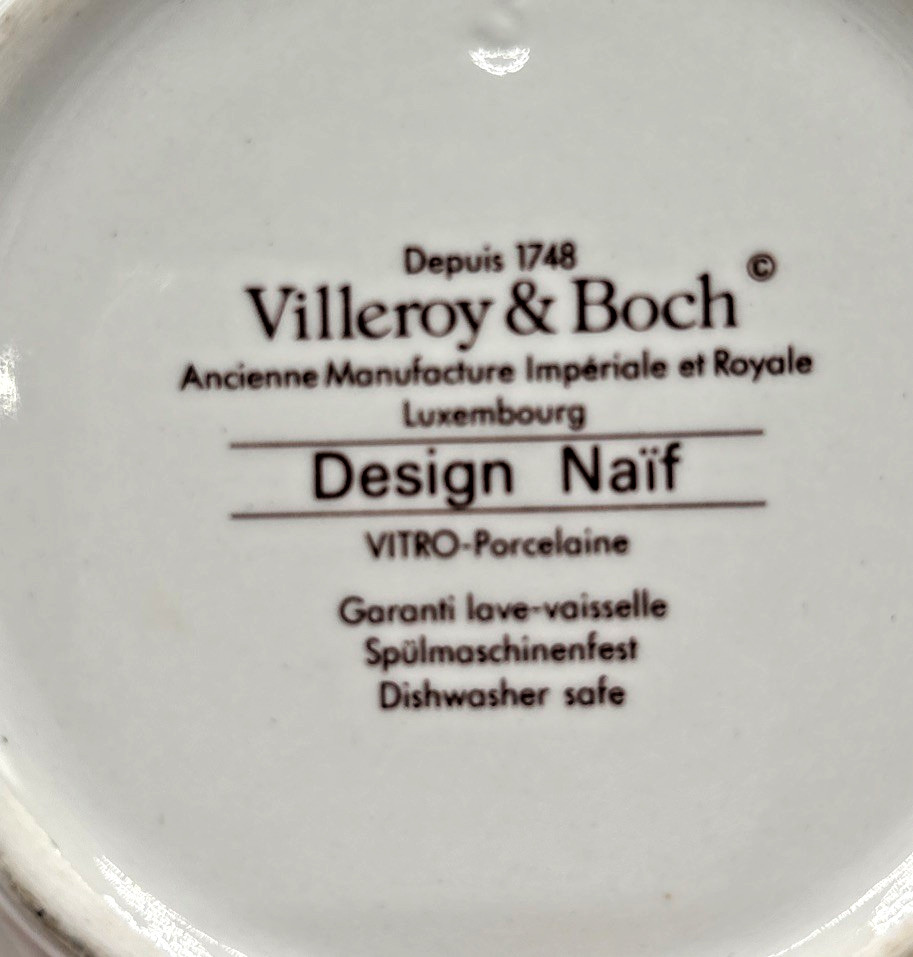 Depuis 1748
Villeroy & Boch ©
Ancienne Manufacture Impériale et Royale
Luxembourg
Design Naïf
VITRO-Porcelaine
Garanti lave-vaisselle
Spülmaschinenfest
Dishwasher safe